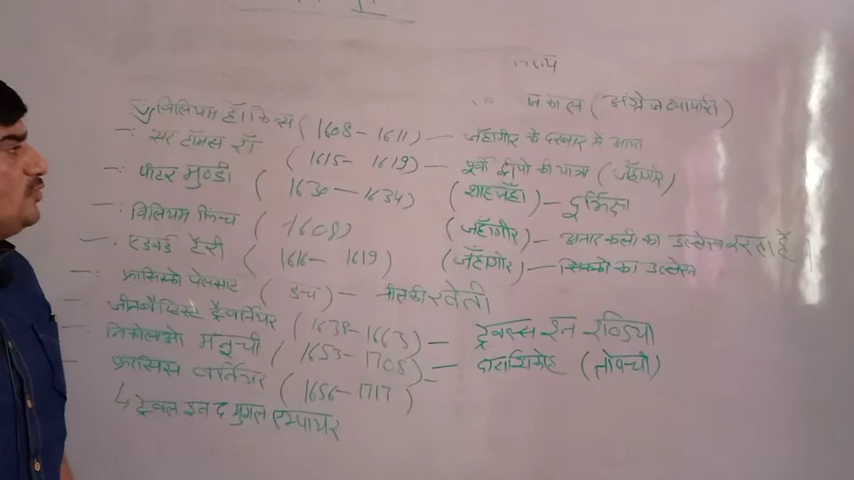 अकाल (अंग्रेज व्यापारी)
विलियम हॉकिन्स (1608 - 1611) — जहाँगीर के दरबार में आया
-: सर टॉमस रॉ (1615 - 1619) — पूर्वी द्वीपो की यात्रा (जहाँगीर)
-: पीटर मुण्डी (1630 — 1634) (शाहजहाँ) — दुर्भिक्ष
-: विलियम फिन्च (1608) (जहाँगीर) — अनारकली का उल्लेख करता है
-: एडवर्ड टैरी (1616 - 1619) (जहाँगीर) — सिक्को का उल्लेख
-: फ्रांसिस्को पेलसार्ट (डच) — नील की खेती
-: जीनबैप्टिस्ट ट्रैवर्नियर (1638 - 1663) — ट्रेवल्स इन इण्डिया
निकोलाओ मनूची (1653 - 1708) — दाराशिकोह (तोपची)
फ्रांसिस बर्नियर (1656 - 1717)
↳ ट्रेवल इन द मुगल एम्पायर